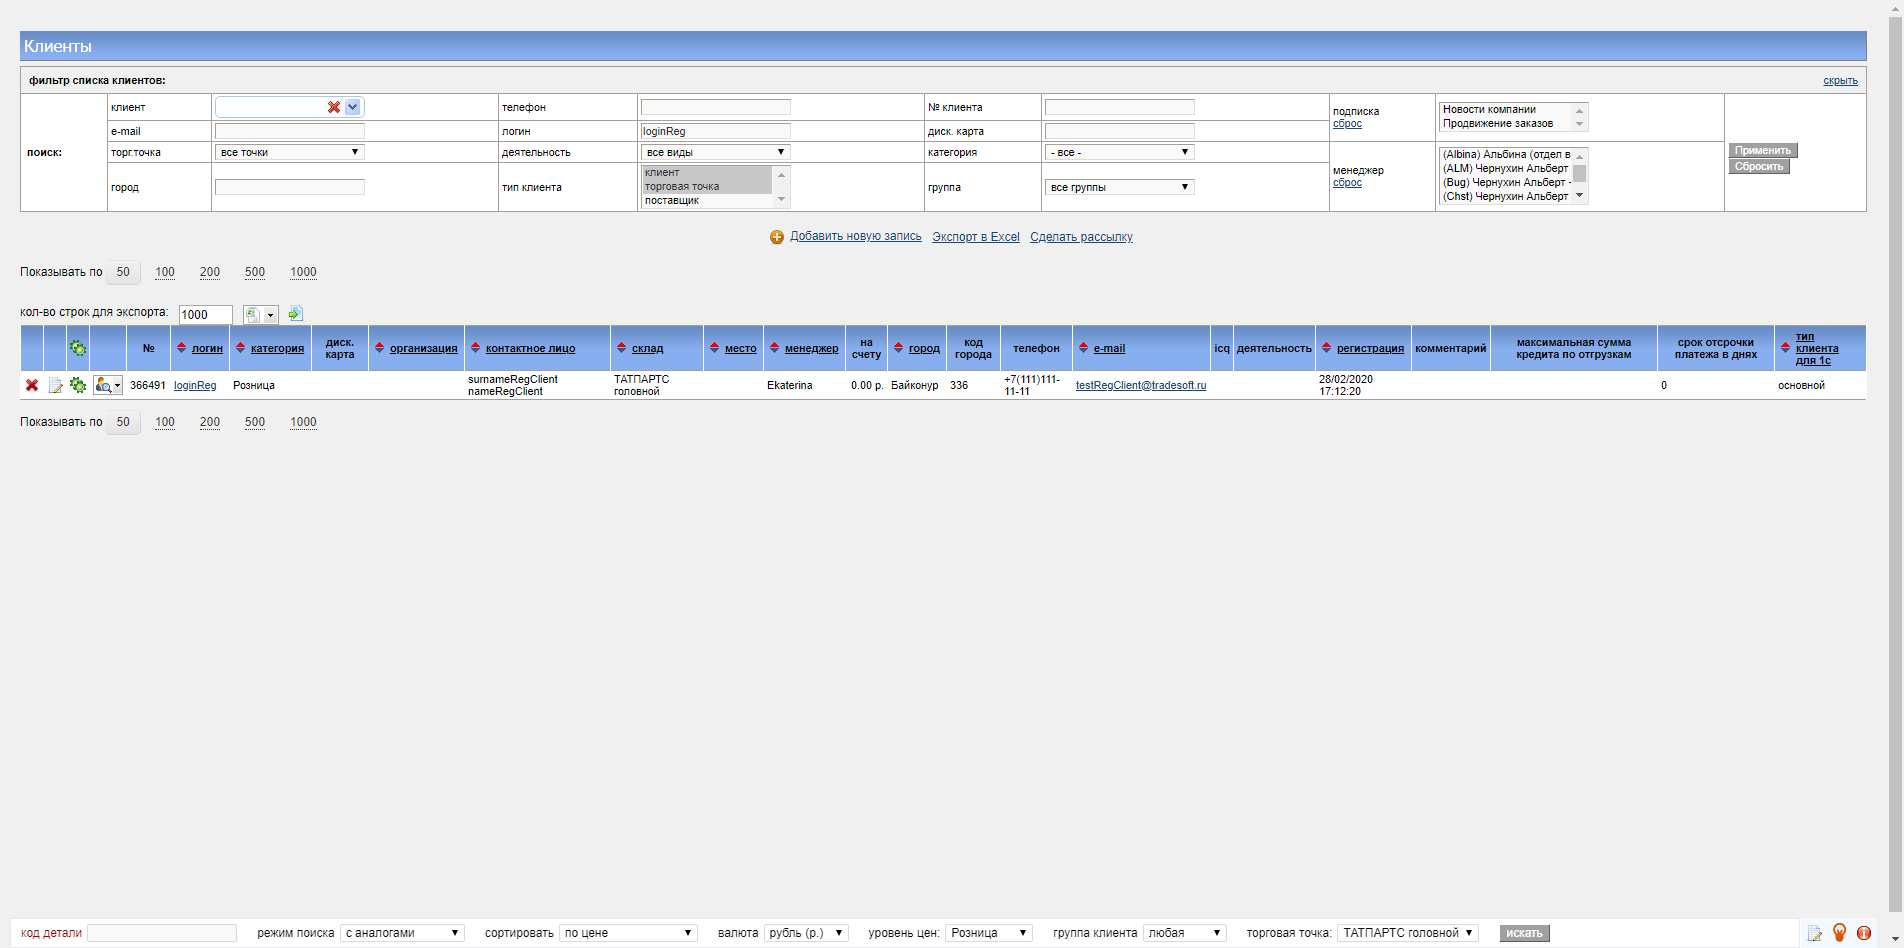 Клиенты
фильтр списка клиентов: скрыть
поиск:
клиент телефон № клиента
e-mail логин loginReg диск. карта
торг.точка все точки деятельность все виды категория - все -
город тип клиента клиент
торговая точка
поставщик
группа все группы
подписка
сброс
Новости компании
Продвижение заказов
менеджер
сброс
(Albina) Альбина (отдел в
(ALM) Чернухин Альберт
(Bug) Чернухин Альберт -
(Chst) Чернухин Альберт
Применить
Сбросить
Добавить новую запись Экспорт в Excel Сделать рассылку
Показывать по 50 100 200 500 1000
кол-во строк для экспорта: 1000
№ логин категория диск. карта организация контактное лицо склад место менеджер на счету город код города телефон e-mail icq деятельность регистрация комментарий максимальная сумма кредита по отгрузкам срок отсрочки платежа в днях тип клиента для 1с
366491 loginReg Розница surnameRegClient nameRegClient ТАТПАРТС головной Ekaterina 0.00 р. Байконур 336 +7(111)111-11-11 testRegClient@tradesoft.ru 28/02/2020 17:12:20 0 основной
Показывать по 50 100 200 500 1000
код детали режим поиска с аналогами сортировать по цене валюта рубль (р.) уровень цен: Розница группа клиента любая торговая точка: ТАТПАРТС головной искать